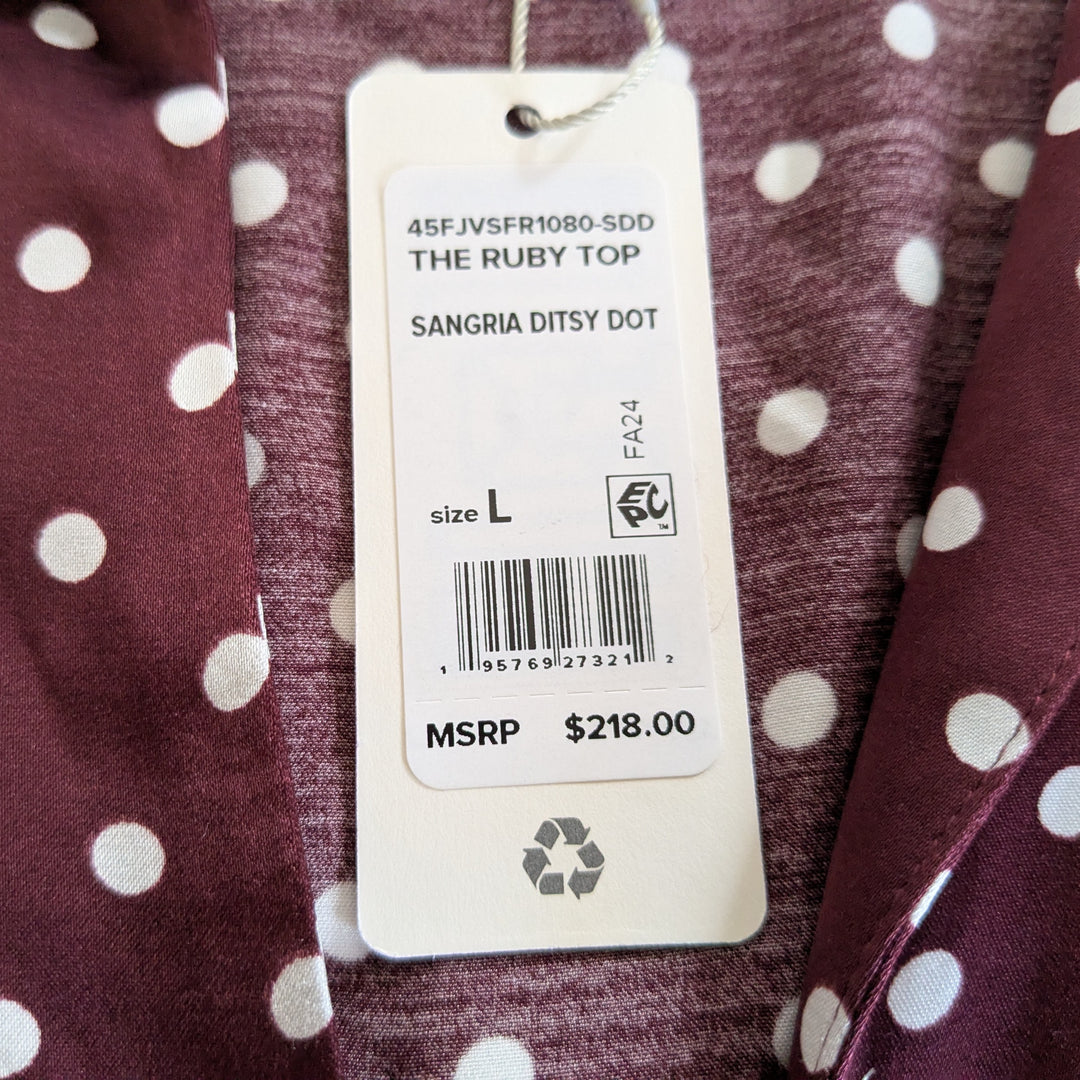 45FJVSFR1080-SDD
THE RUBY TOP
SANGRIA DITSY DOT
FA24
size L
EPC
TM
1 95769 27321 2
MSRP $218.00